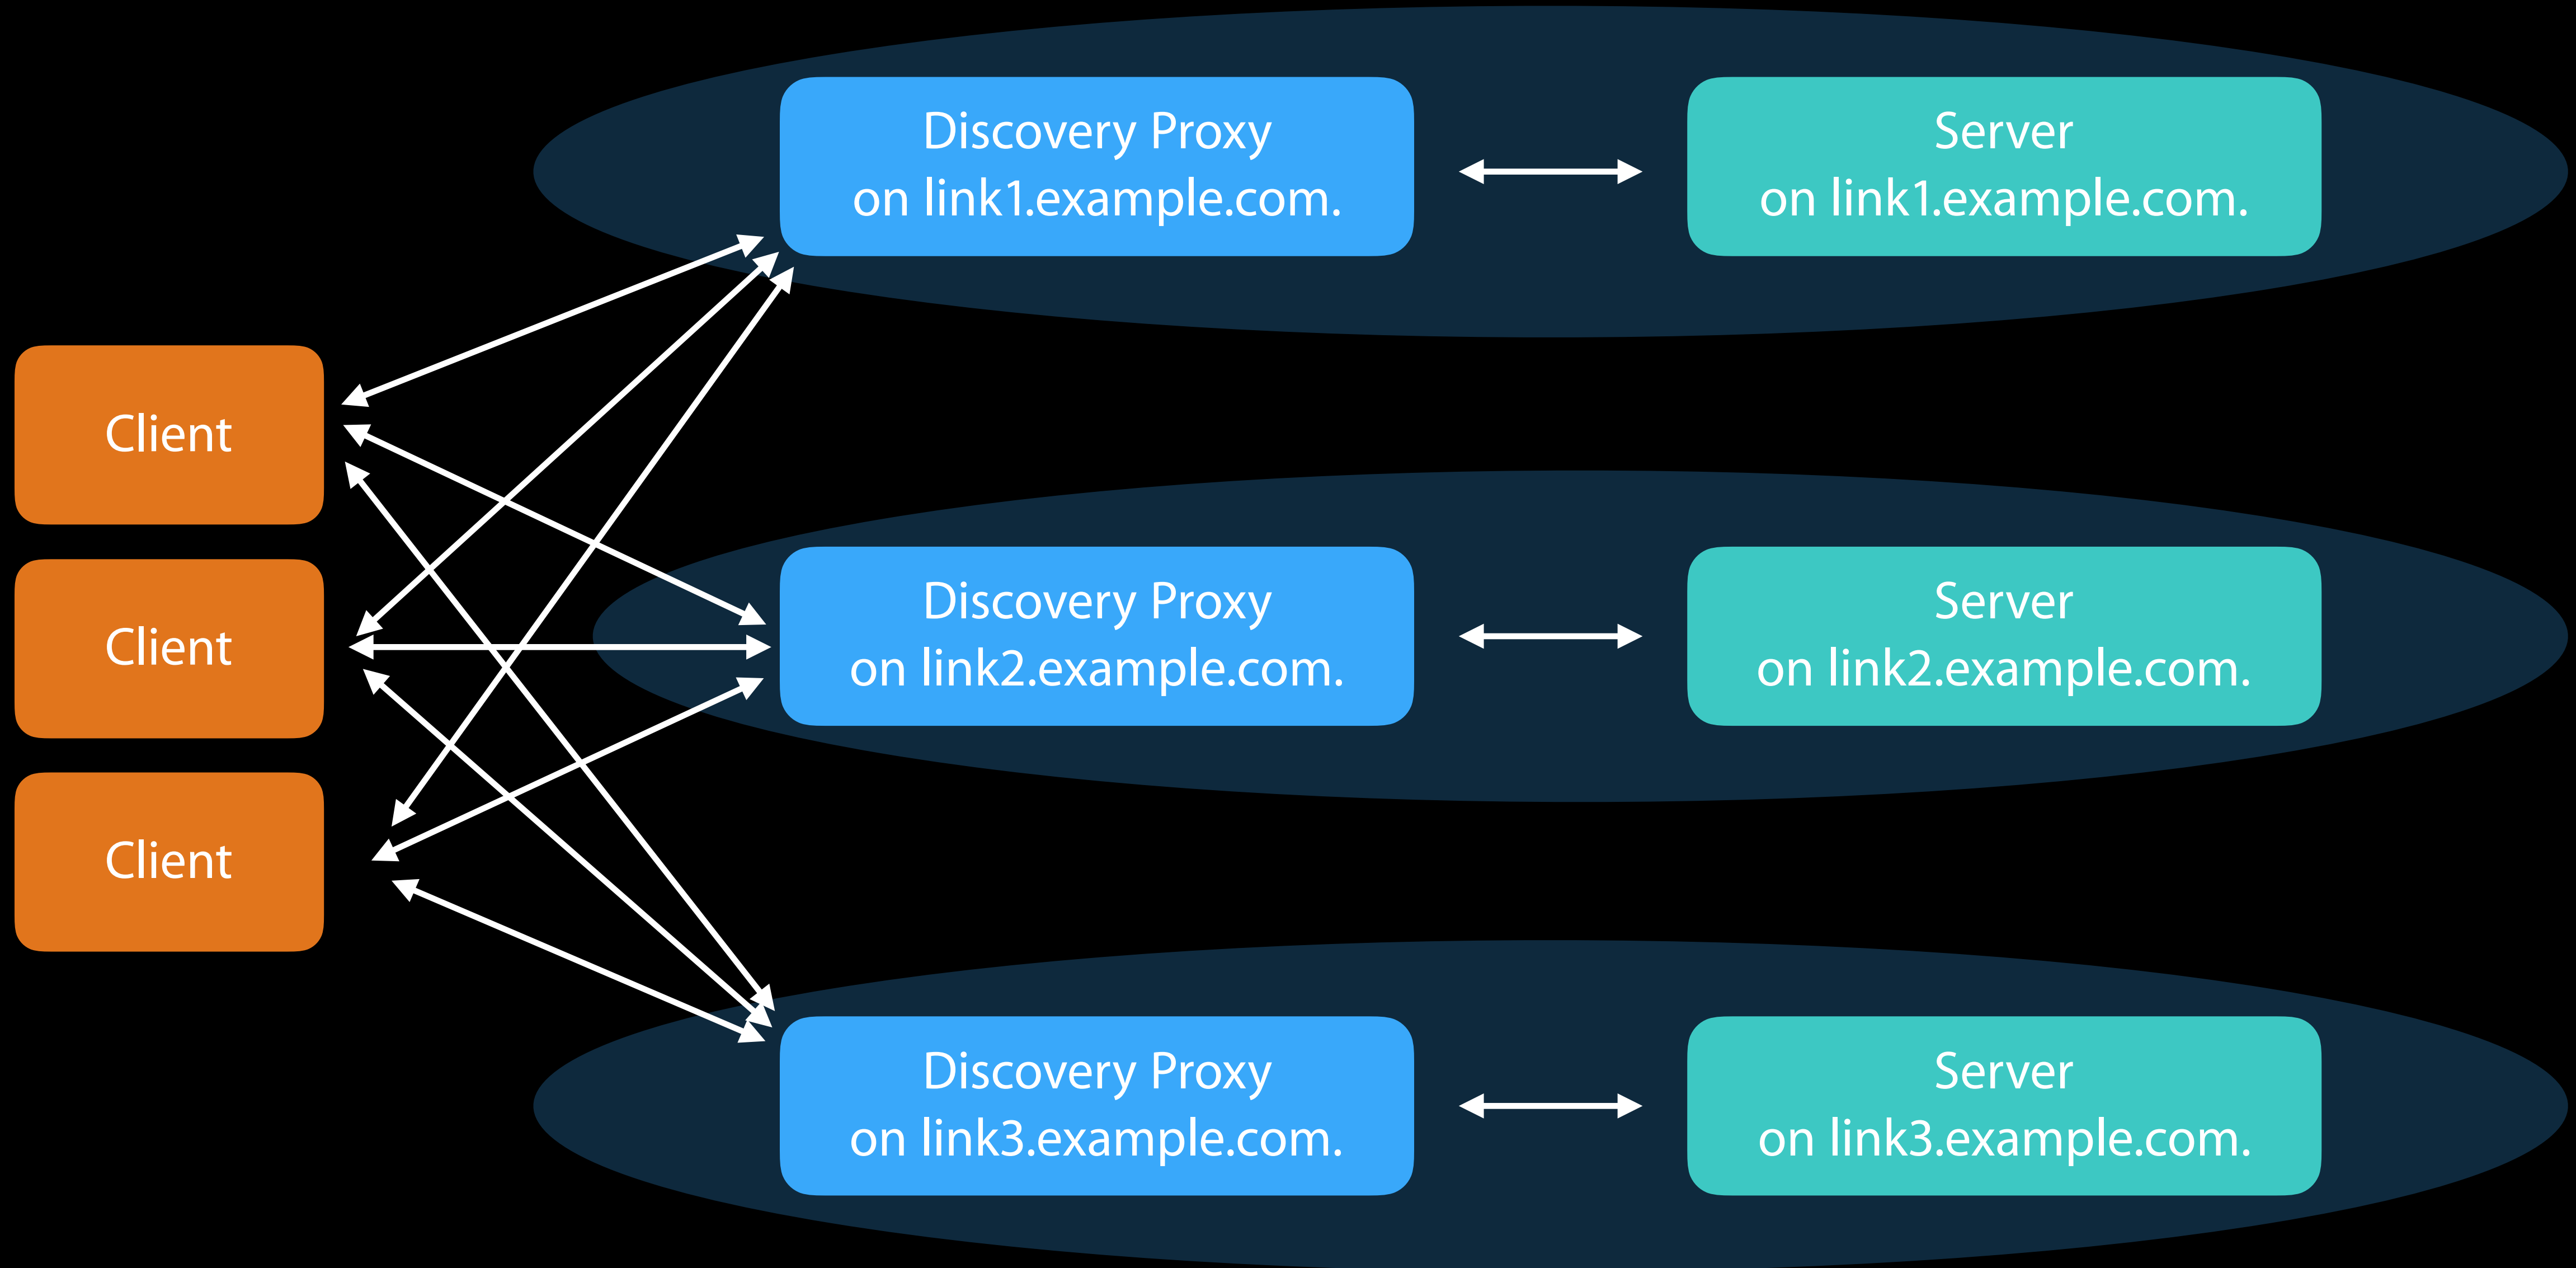 Discovery Proxy
on link1.example.com.
Server
on link1.example.com.
Client
Client
Client
Discovery Proxy
on link2.example.com.
Server
on link2.example.com.
Discovery Proxy
on link3.example.com.
Server
on link3.example.com.